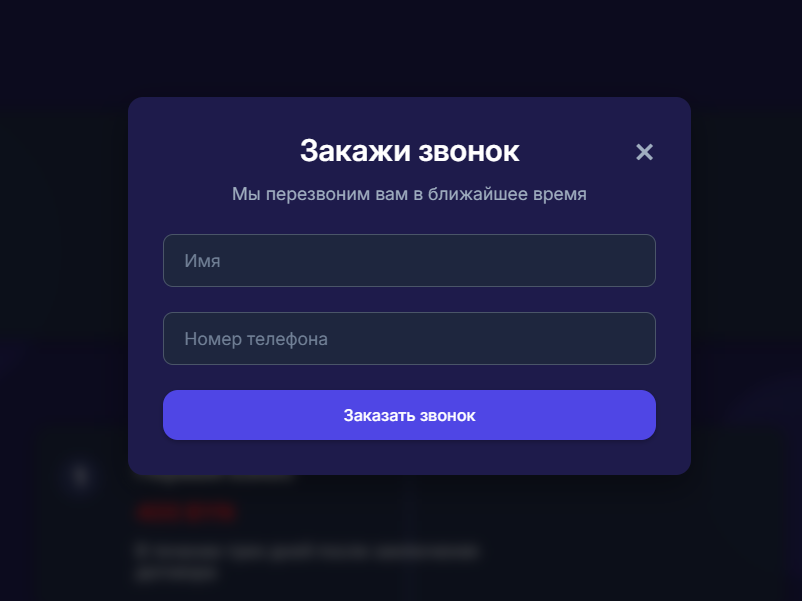 Закажи звонок
Мы перезвоним вам в ближайшее время
Имя
Номер телефона
Заказать звонок